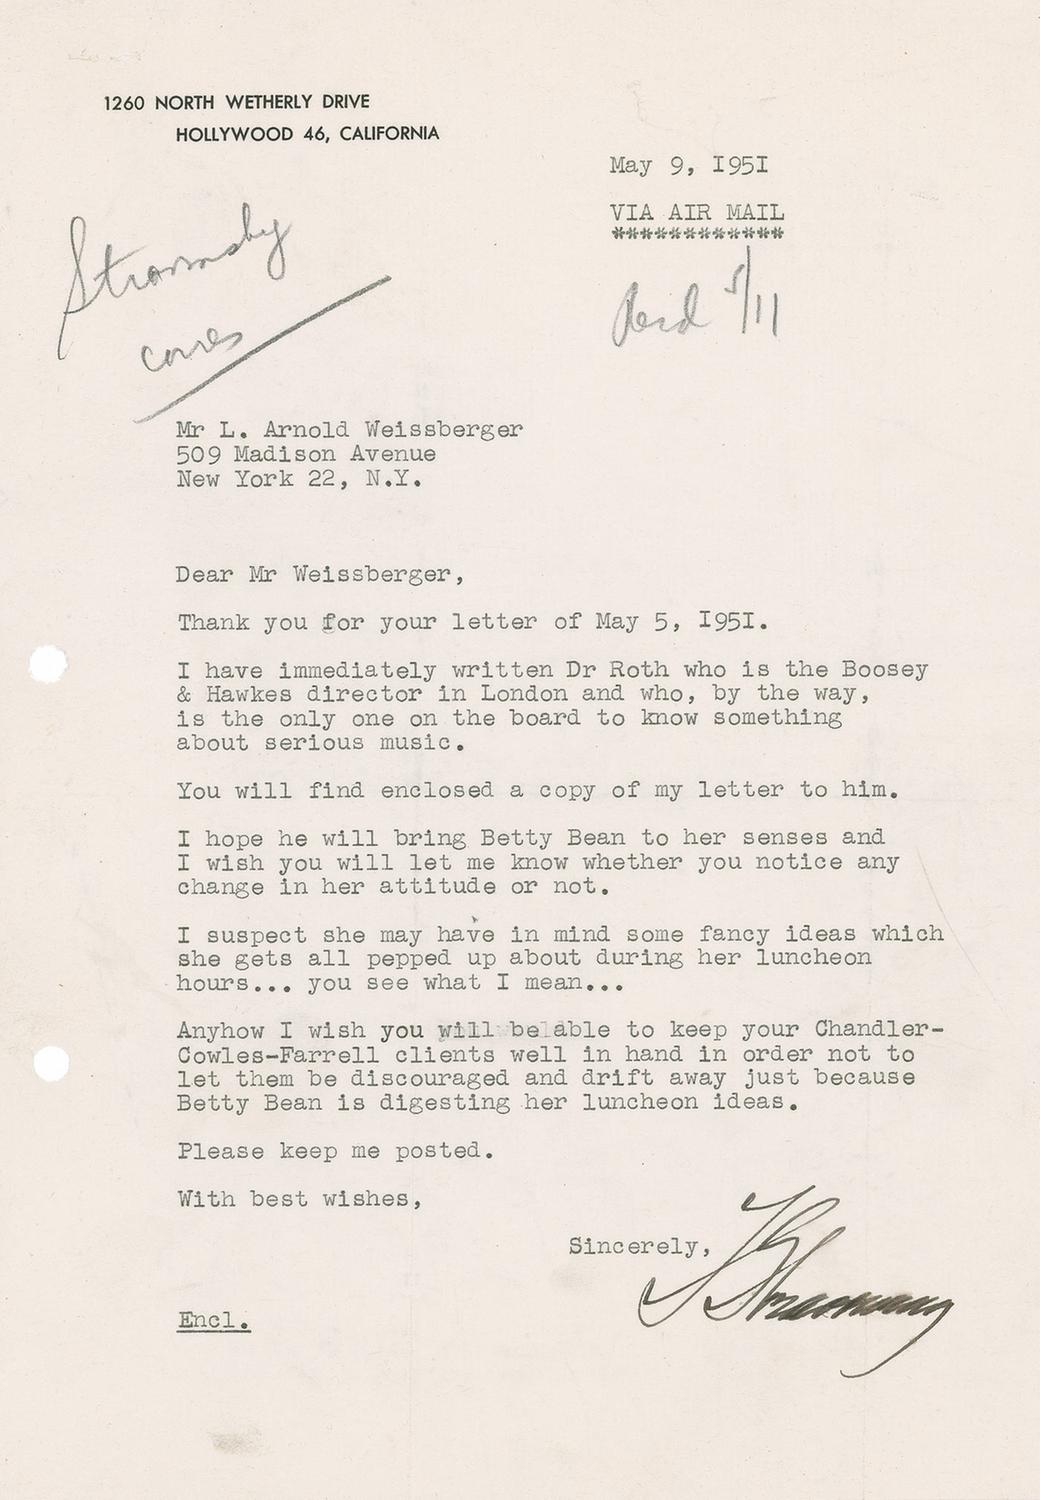 1260 NORTH WETHERLY DRIVE
HOLLYWOOD 46, CALIFORNIA
May 9, I95I
VIA AIR MAIL
************
Stravinsky
corres
Recd 5/11
Mr L. Arnold Weissberger
509 Madison Avenue
New York 22, N.Y.
Dear Mr Weissberger,
Thank you for your letter of May 5, I95I.
I have immediately written Dr Roth who is the Boosey
& Hawkes director in London and who, by the way,
is the only one on the board to know something
about serious music.
You will find enclosed a copy of my letter to him.
I hope he will bring Betty Bean to her senses and
I wish you will let me know whether you notice any
change in her attitude or not.
I suspect she may have in mind some fancy ideas which
she gets all pepped up about during her luncheon
hours... you see what I mean...
Anyhow I wish you will be able to keep your Chandler-
Cowles-Farrell clients well in hand in order not to
let them be discouraged and drift away just because
Betty Bean is digesting her luncheon ideas.
Please keep me posted.
With best wishes,
Sincerely,
I Stravinsky
Encl.